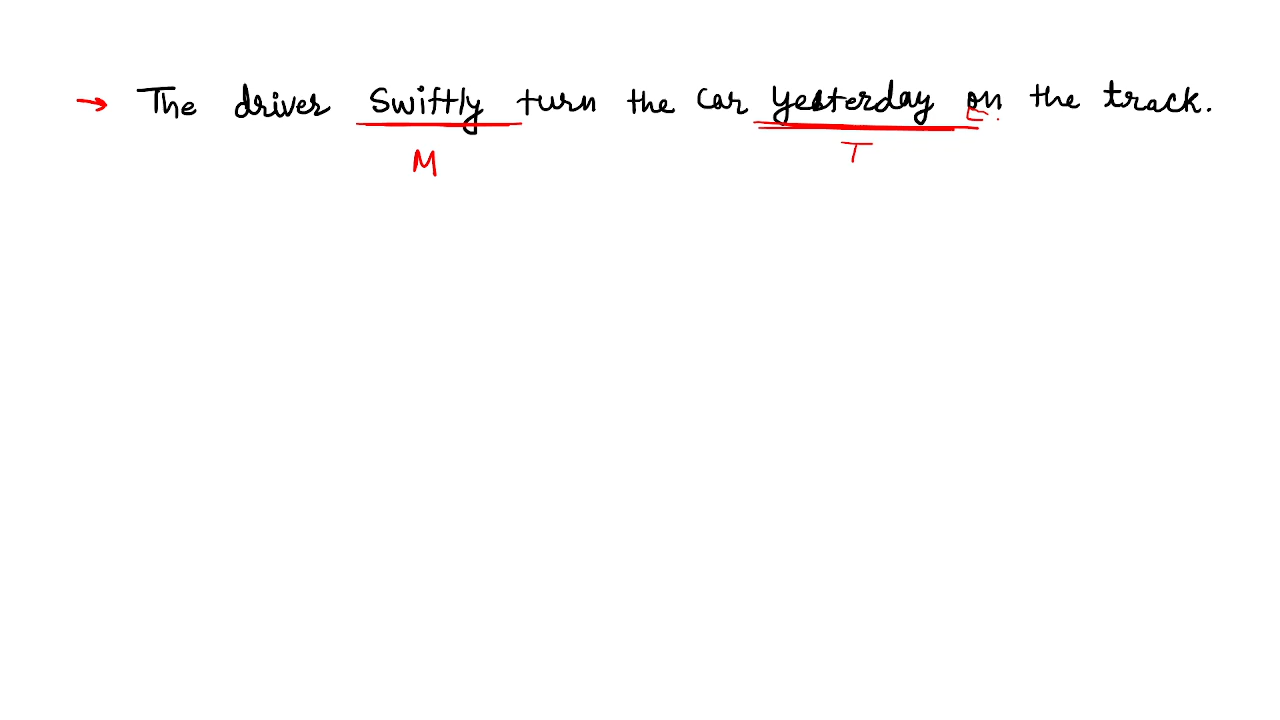 → The driver Swiftly turn the car yesterday on the track.
M T